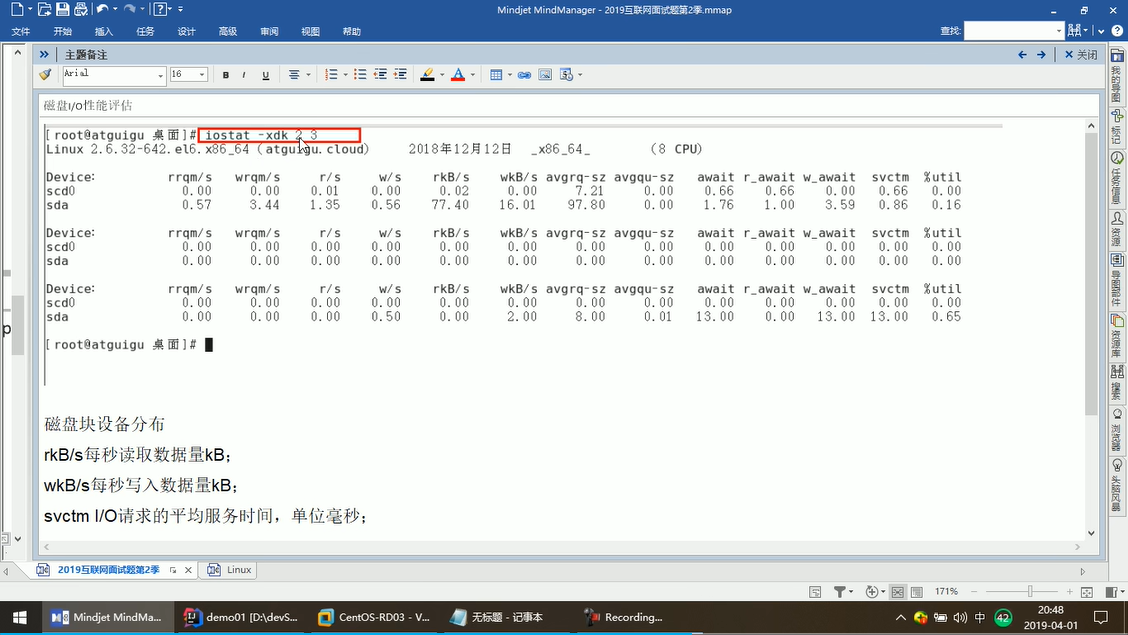 Mindjet MindManager - 2019互联网面试题第2季.mmap
文件 开始 插入 任务 设计 高级 审阅 视图 帮助 查找:
主题备注 关闭
Arial 16 B I U
磁盘I/O性能评估
[root@atguigu 桌面]# iostat -xdk 2 3
Linux 2.6.32-642.el6.x86_64 (atguigu.cloud) 2018年12月12日 _x86_64_ (8 CPU)
Device: rrqm/s wrqm/s r/s w/s rkB/s wkB/s avgrq-sz avgqu-sz await r_await w_await svctm %util
scd0 0.00 0.00 0.01 0.00 0.02 0.00 7.21 0.00 0.66 0.66 0.00 0.66 0.00
sda 0.57 3.44 1.35 0.56 77.40 16.01 97.80 0.00 1.76 1.00 3.59 0.86 0.16
Device: rrqm/s wrqm/s r/s w/s rkB/s wkB/s avgrq-sz avgqu-sz await r_await w_await svctm %util
scd0 0.00 0.00 0.00 0.00 0.00 0.00 0.00 0.00 0.00 0.00 0.00 0.00 0.00
sda 0.00 0.00 0.00 0.00 0.00 0.00 0.00 0.00 0.00 0.00 0.00 0.00 0.00
Device: rrqm/s wrqm/s r/s w/s rkB/s wkB/s avgrq-sz avgqu-sz await r_await w_await svctm %util
scd0 0.00 0.00 0.00 0.00 0.00 0.00 0.00 0.00 0.00 0.00 0.00 0.00 0.00
sda 0.00 0.00 0.00 0.50 0.00 2.00 8.00 0.01 13.00 0.00 13.00 13.00 0.65
[root@atguigu 桌面]#
p
磁盘块设备分布
rkB/s每秒读取数据量kB;
wkB/s每秒写入数据量kB;
svctm I/O请求的平均服务时间，单位毫秒;
我的导图
标记
任务信息
资源
导图部件
资源库
搜索
浏览器
头脑风暴
2019互联网面试题第2季 Linux
171%
Mindjet MindMa... demo01 [D:\devS... CentOS-RD03 - V... 无标题 - 记事本 Recording... 中 42 20:48
2019-04-01